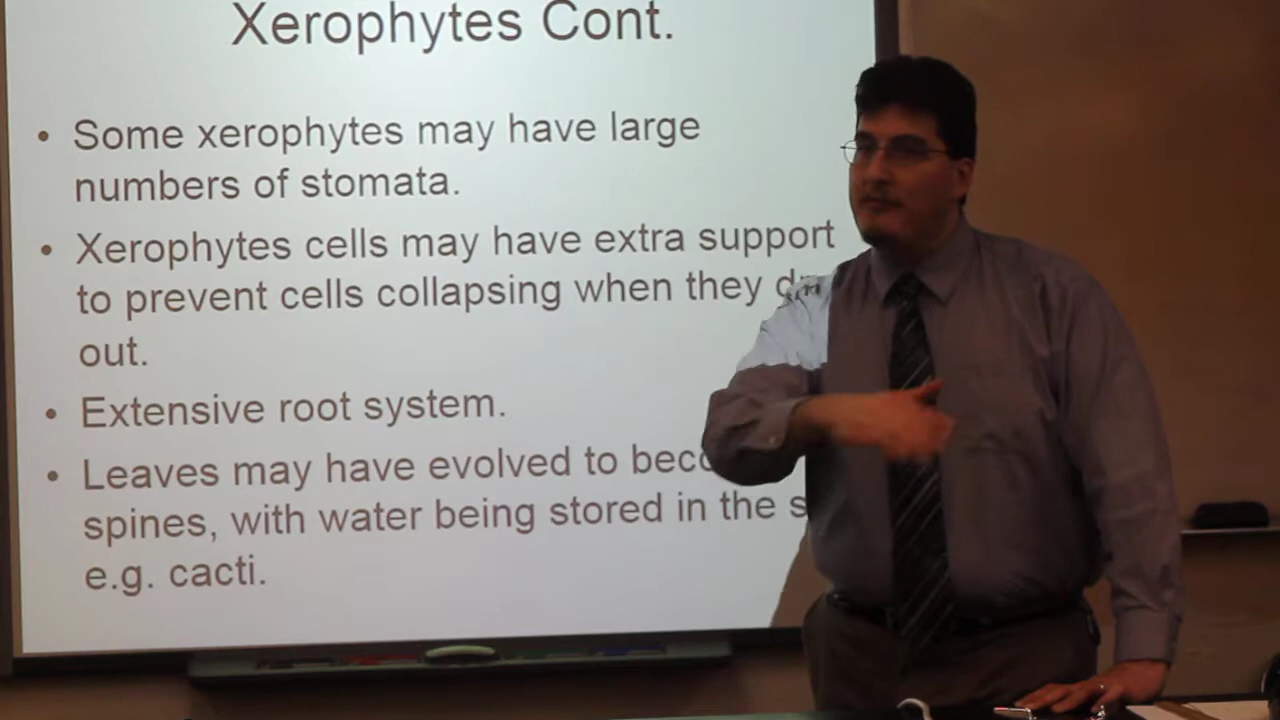 Xerophytes Cont.
• Some xerophytes may have large
numbers of stomata.
• Xerophytes cells may have extra support
to prevent cells collapsing when they
out.
• Extensive root system.
• Leaves may have evolved to
spines, with water being stored in the
e.g. cacti.